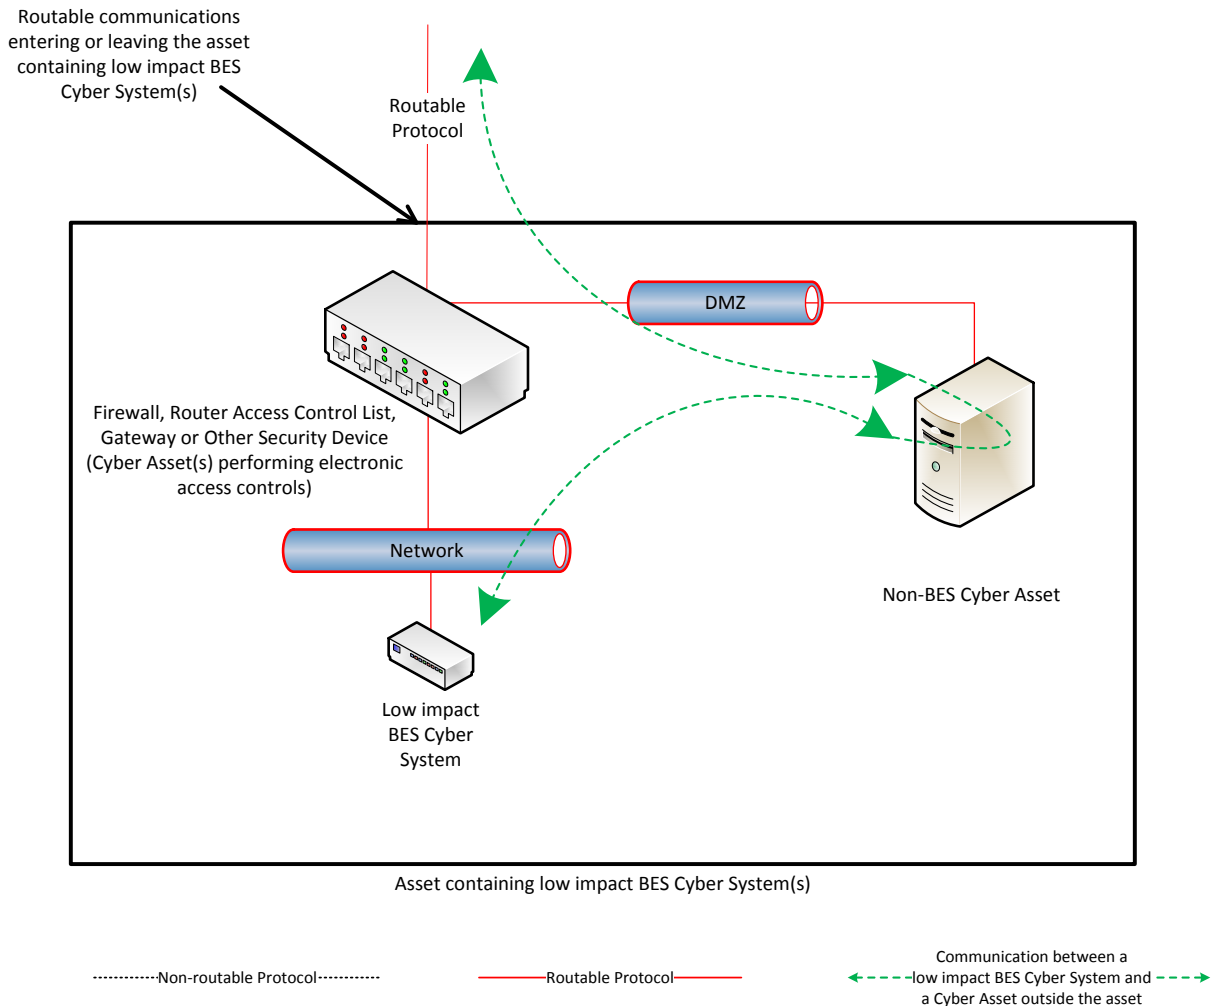 Routable communications
entering or leaving the asset
containing low impact BES
Cyber System(s)
Routable
Protocol
DMZ
Firewall, Router Access Control List,
Gateway or Other Security Device
(Cyber Asset(s) performing electronic
access controls)
Network
Non-BES Cyber Asset
Low impact
BES Cyber
System
Asset containing low impact BES Cyber System(s)
Non-routable Protocol
Routable Protocol
Communication between a
low impact BES Cyber System and
a Cyber Asset outside the asset